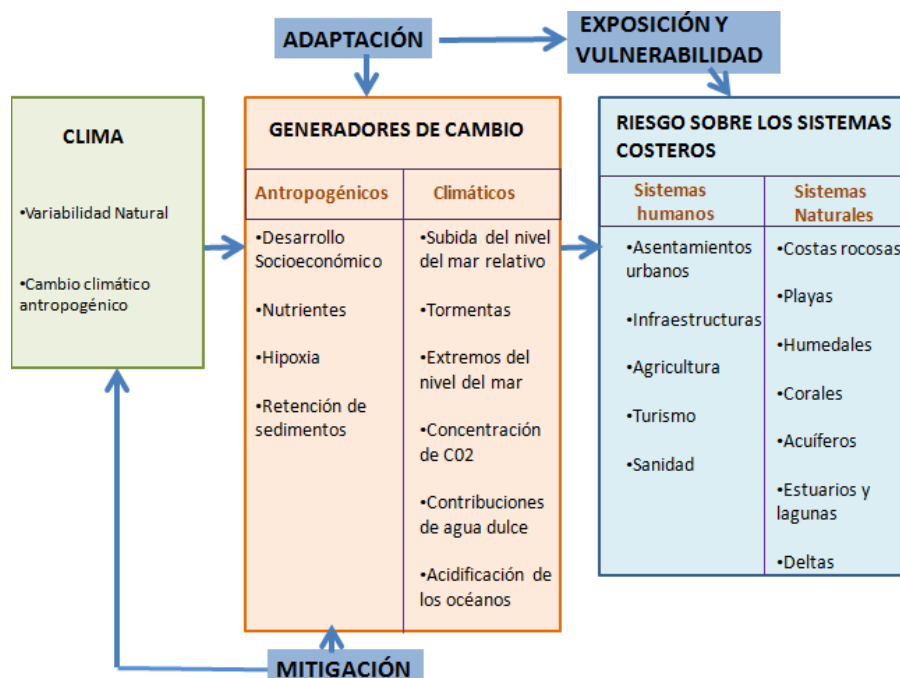 ADAPTACIÓN
EXPOSICIÓN Y
VULNERABILIDAD
CLIMA
•Variabilidad Natural
•Cambio climático
antropogénico
GENERADORES DE CAMBIO
Antropogénicos
•Desarrollo
Socioeconómico
•Nutrientes
•Hipoxia
•Retención de
sedimentos
Climáticos
•Subida del nivel
del mar relativo
•Tormentas
•Extremos del
nivel del mar
•Concentración
de C02
•Contribuciones
de agua dulce
•Acidificación de
los océanos
RIESGO SOBRE LOS SISTEMAS
COSTEROS
Sistemas
humanos
•Asentamientos
urbanos
•Infraestructuras
•Agricultura
•Turismo
•Sanidad
Sistemas
Naturales
•Costas rocosas
•Playas
•Humedales
•Corales
•Acuíferos
•Estuarios y
lagunas
•Deltas
MITIGACIÓN